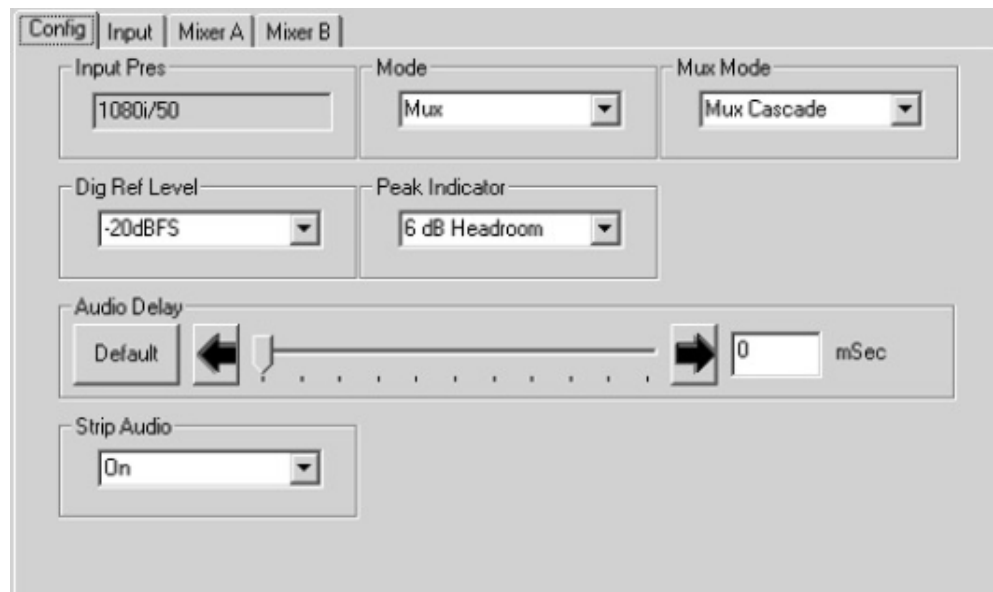 Config Input Mixer A Mixer B
Input Pres Mode Mux Mode
1080i/50 Mux Mux Cascade
Dig Ref Level Peak Indicator
-20dBFS 6 dB Headroom
Audio Delay
Default 0 mSec
Strip Audio
On